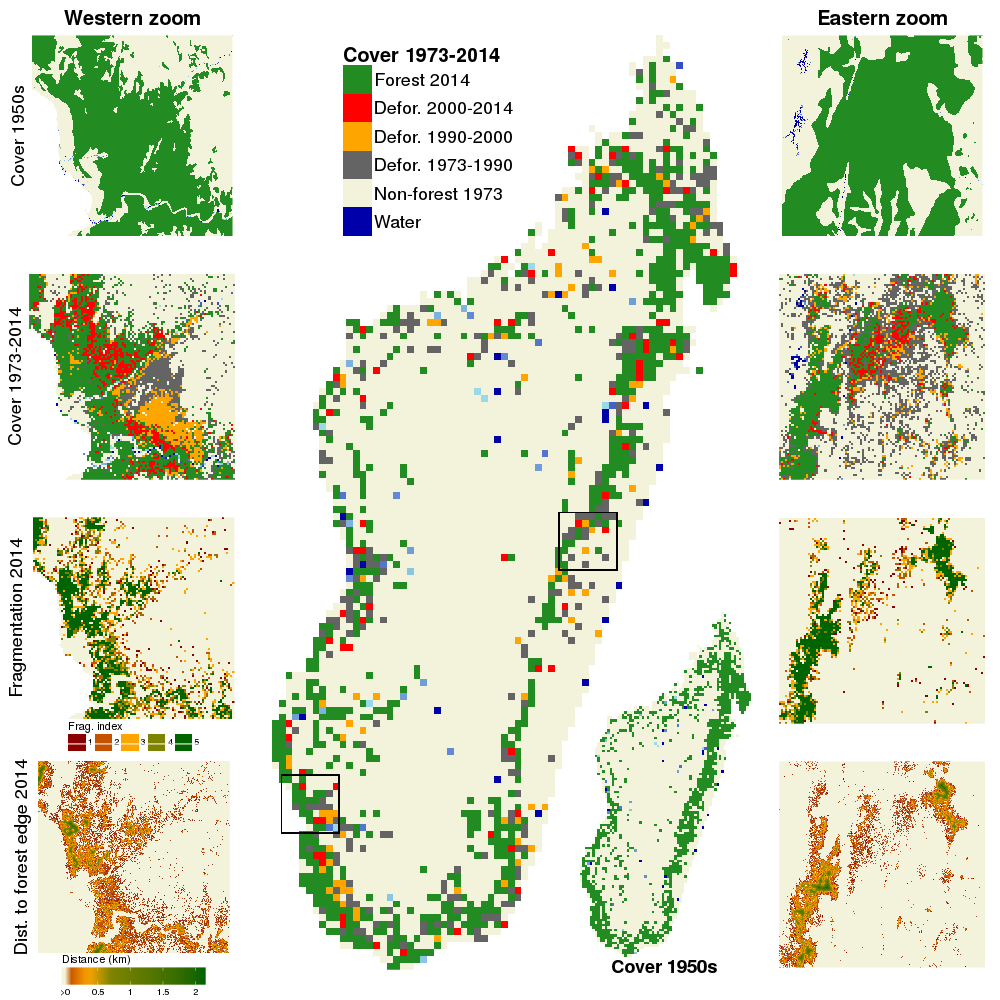 Western zoom
Eastern zoom
Cover 1973-2014
Forest 2014
Defor. 2000-2014
Defor. 1990-2000
Defor. 1973-1990
Non-forest 1973
Water
Cover 1950s
Cover 1973-2014
Fragmentation 2014
Frag. index
1 2 3 4 5
Dist. to forest edge 2014
Distance (km)
>0 0.5 1 1.5 2
Cover 1950s